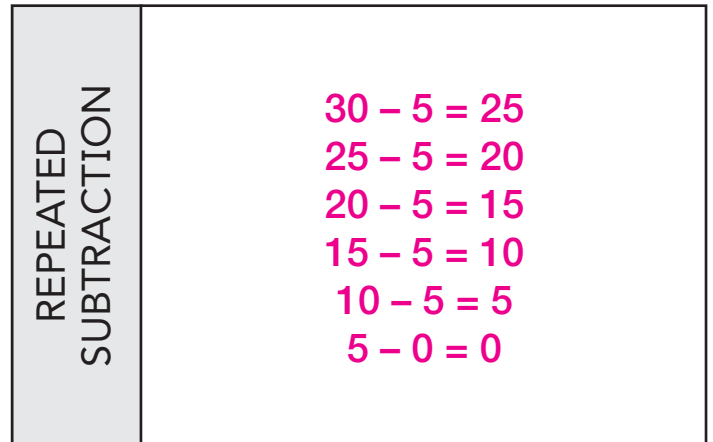 REPEATED
SUBTRACTION
30 – 5 = 25
25 – 5 = 20
20 – 5 = 15
15 – 5 = 10
10 – 5 = 5
5 – 0 = 0